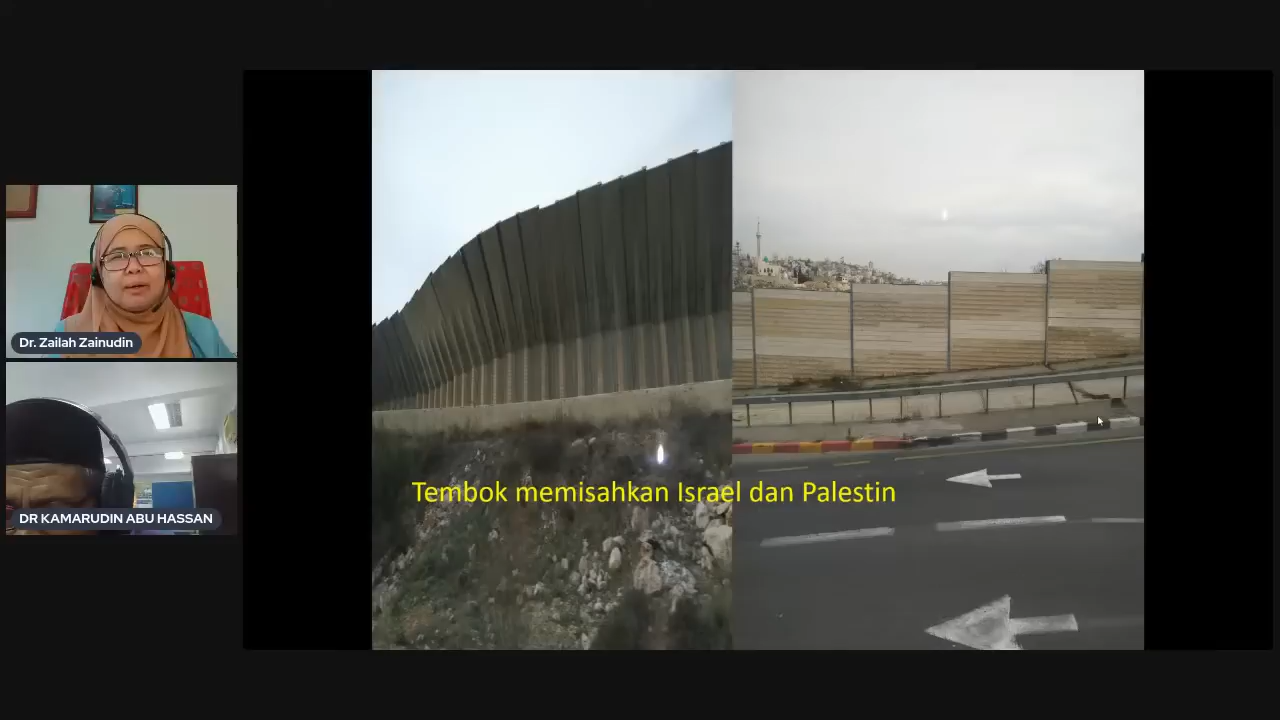 Dr. Zailah Zainudin
DR KAMARUDIN ABU HASSAN
Tembok memisahkan Israel dan Palestin